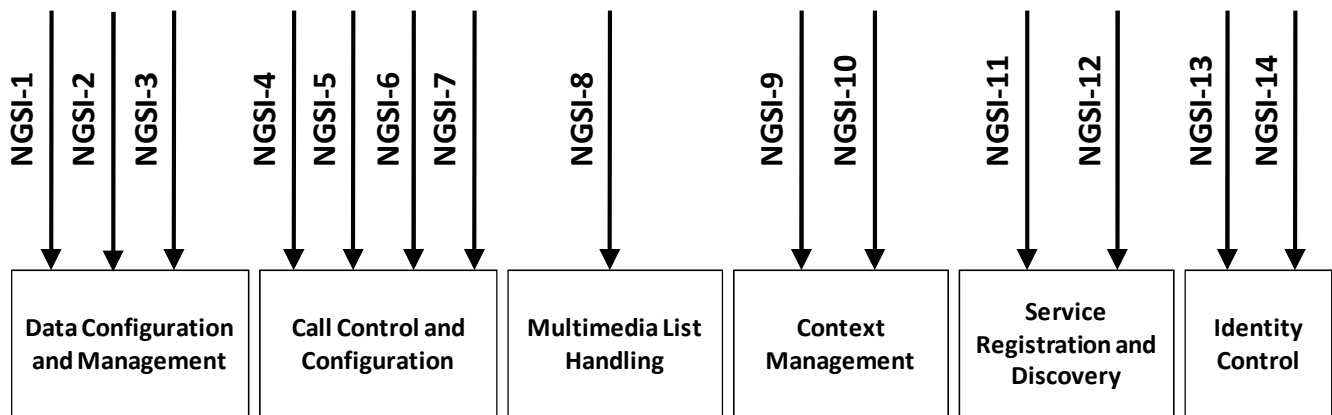 NGSI-1
NGSI-2
NGSI-3
NGSI-4
NGSI-5
NGSI-6
NGSI-7
NGSI-8
NGSI-9
NGSI-10
NGSI-11
NGSI-12
NGSI-13
NGSI-14
Data Configuration
and Management
Call Control and
Configuration
Multimedia List
Handling
Context
Management
Service
Registration and
Discovery
Identity
Control